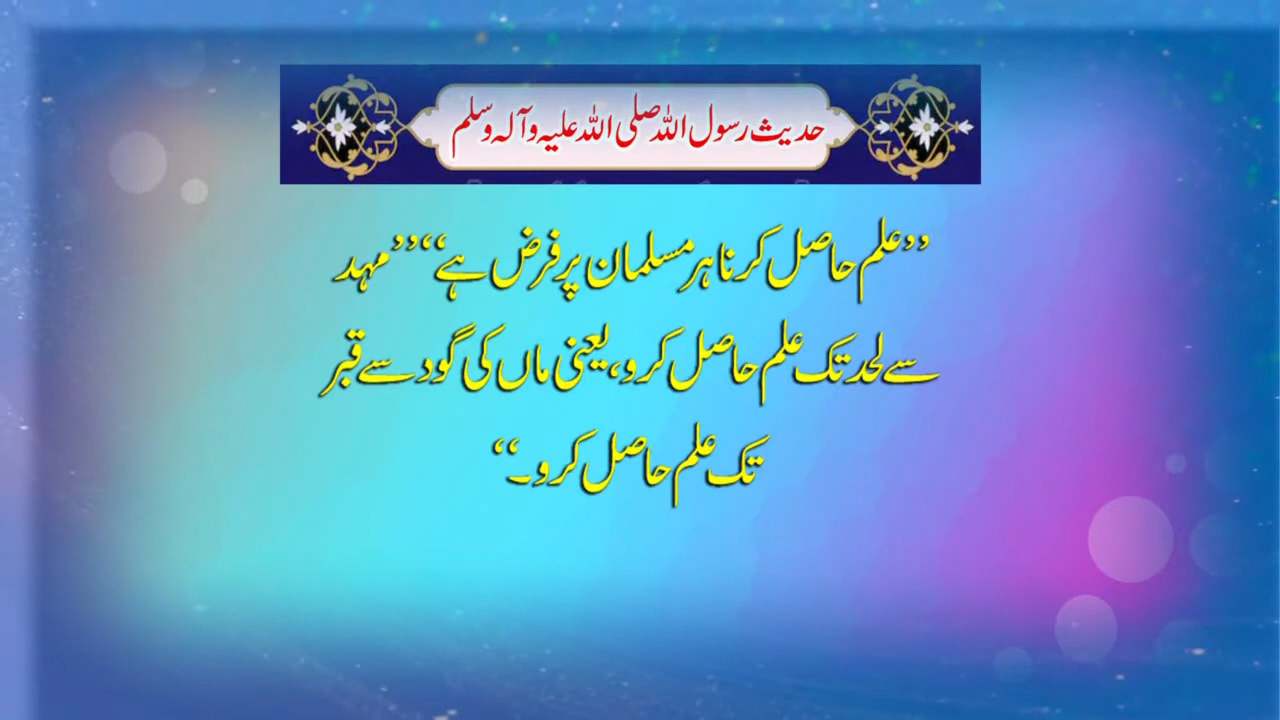 حدیث رسول اللہ صلی اللہ علیہ وآلہ وسلم
’’علم حاصل کرنا ہر مسلمان پر فرض ہے‘‘ ’’مہد
سے لحد تک علم حاصل کرو، یعنی ماں کی گود سے قبر
تک علم حاصل کرو۔‘‘